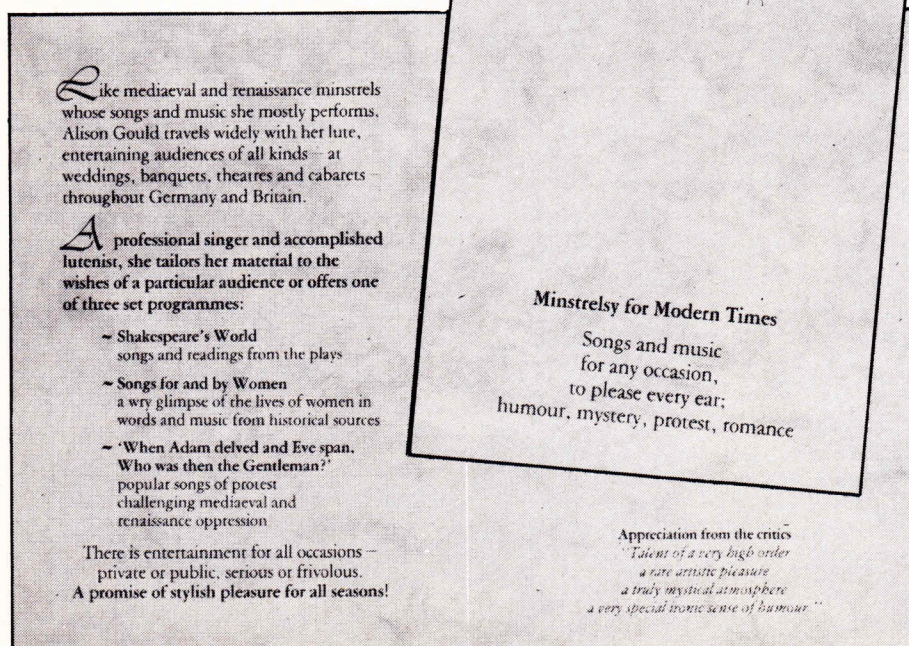 Like mediaeval and renaissance minstrels
whose songs and music she mostly performs,
Alison Gould travels widely with her lute,
entertaining audiences of all kinds – at
weddings, banquets, theatres and cabarets –
throughout Germany and Britain.
A professional singer and accomplished
lutenist, she tailors her material to the
wishes of a particular audience or offers one
of three set programmes:
~ Shakespeare's World
songs and readings from the plays
~ Songs for and by Women
a wry glimpse of the lives of women in
words and music from historical sources
~ 'When Adam delved and Eve span,
Who was then the Gentleman?'
popular songs of protest
challenging mediaeval and
renaissance oppression
There is entertainment for all occasions –
private or public, serious or frivolous.
A promise of stylish pleasure for all seasons!
Minstrelsy for Modern Times
Songs and music
for any occasion,
to please every ear;
humour, mystery, protest, romance
Appreciation from the critics
"Talent of a very high order
a rare artistic pleasure
a truly mystical atmosphere
a very special ironic sense of humour"